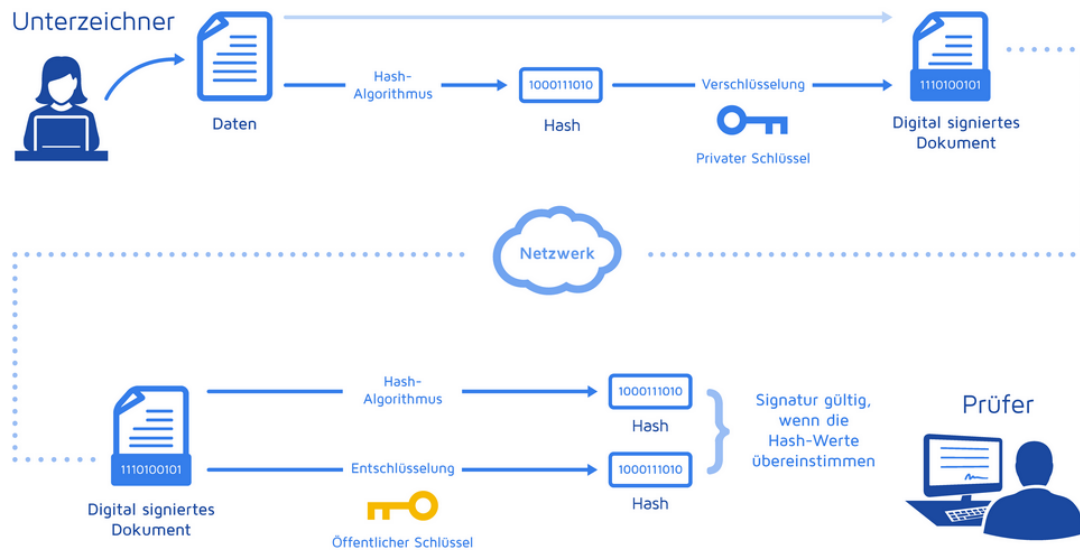 Unterzeichner
Daten
Hash-
Algorithmus
1000111010
Hash
Verschlüsselung
Privater Schlüssel
1110100101
Digital signiertes
Dokument
Netzwerk
1110100101
Digital signiertes
Dokument
Hash-
Algorithmus
1000111010
Hash
Entschlüsselung
Öffentlicher Schlüssel
1000111010
Hash
Signatur gültig,
wenn die
Hash-Werte
übereinstimmen
Prüfer